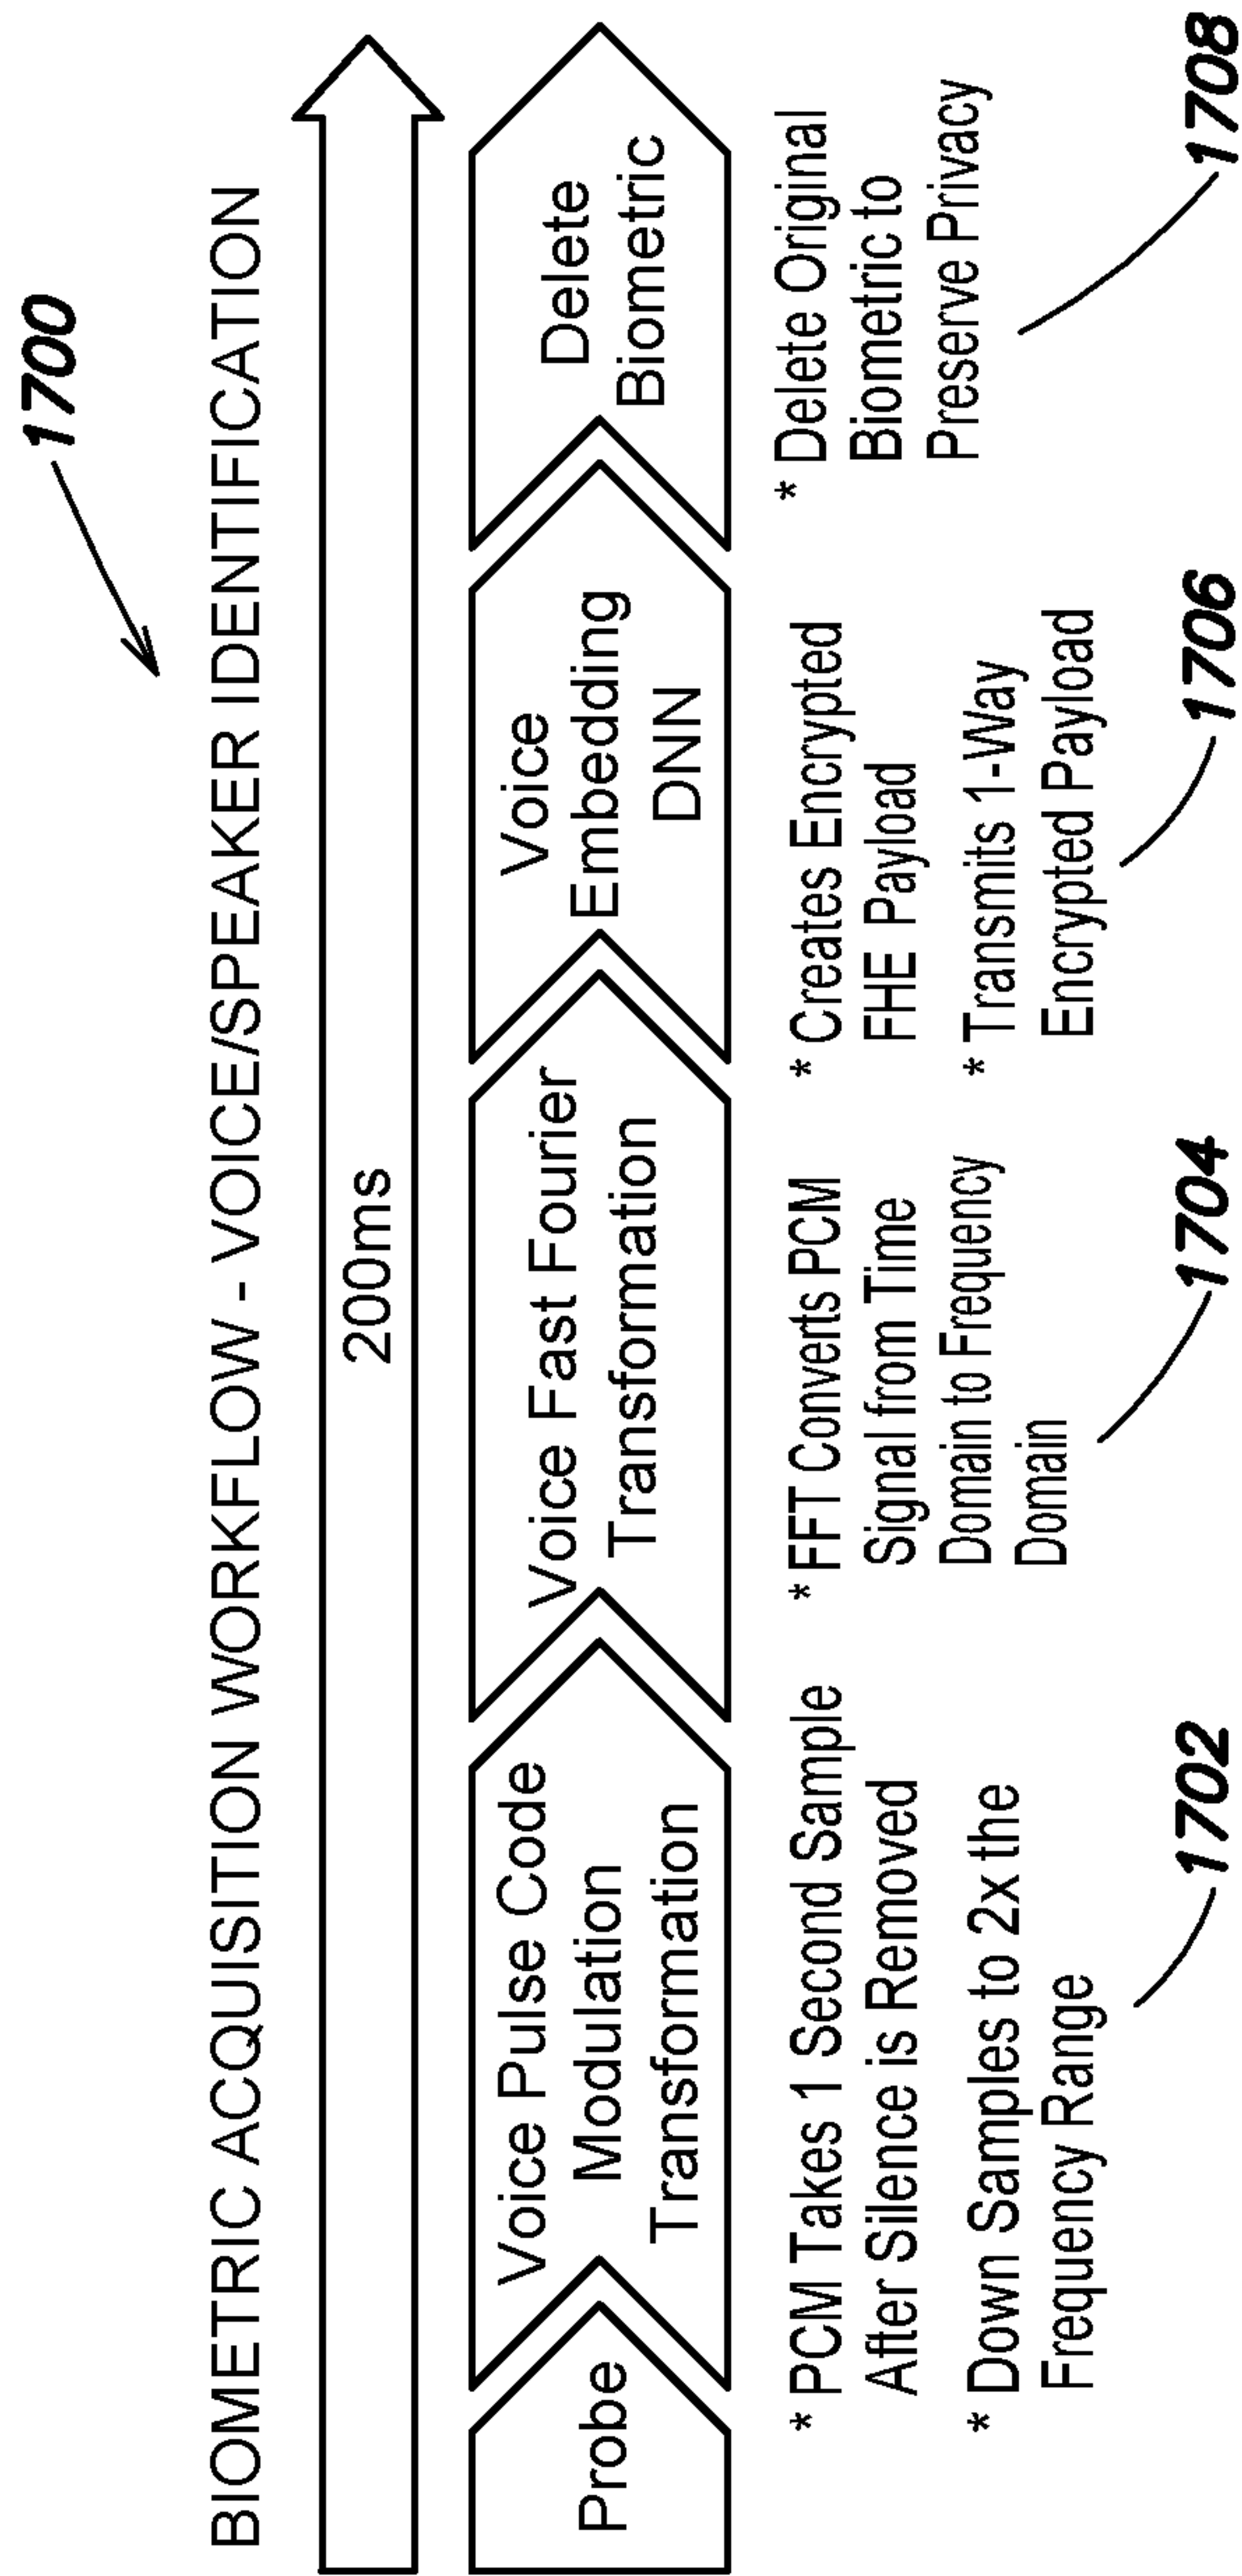 1700
BIOMETRIC ACQUISITION WORKFLOW - VOICE/SPEAKER IDENTIFICATION
200ms
Probe
Voice Pulse Code
Modulation
Transformation
Voice Fast Fourier
Transformation
Voice
Embedding
DNN
Delete
Biometric
* PCM Takes 1 Second Sample
After Silence is Removed
* Down Samples to 2x the
Frequency Range
1702
* FFT Converts PCM
Signal from Time
Domain to Frequency
Domain
1704
* Creates Encrypted
FHE Payload
* Transmits 1-Way
Encrypted Payload
1706
* Delete Original
Biometric to
Preserve Privacy
1708